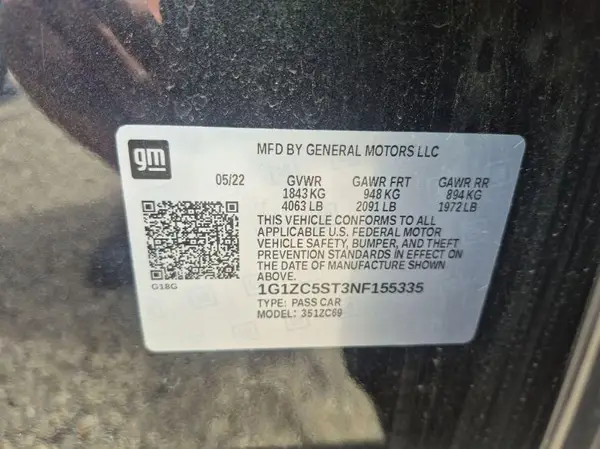 gm
MFD BY GENERAL MOTORS LLC
05/22 GVWR GAWR FRT GAWR RR
1843 KG 948 KG 894 KG
4063 LB 2091 LB 1972 LB
THIS VEHICLE CONFORMS TO ALL
APPLICABLE U.S. FEDERAL MOTOR
VEHICLE SAFETY, BUMPER, AND THEFT
PREVENTION STANDARDS IN EFFECT ON
THE DATE OF MANUFACTURE SHOWN
ABOVE.
G18G
1G1ZC5ST3NF155335
TYPE: PASS CAR
MODEL: 351ZC69